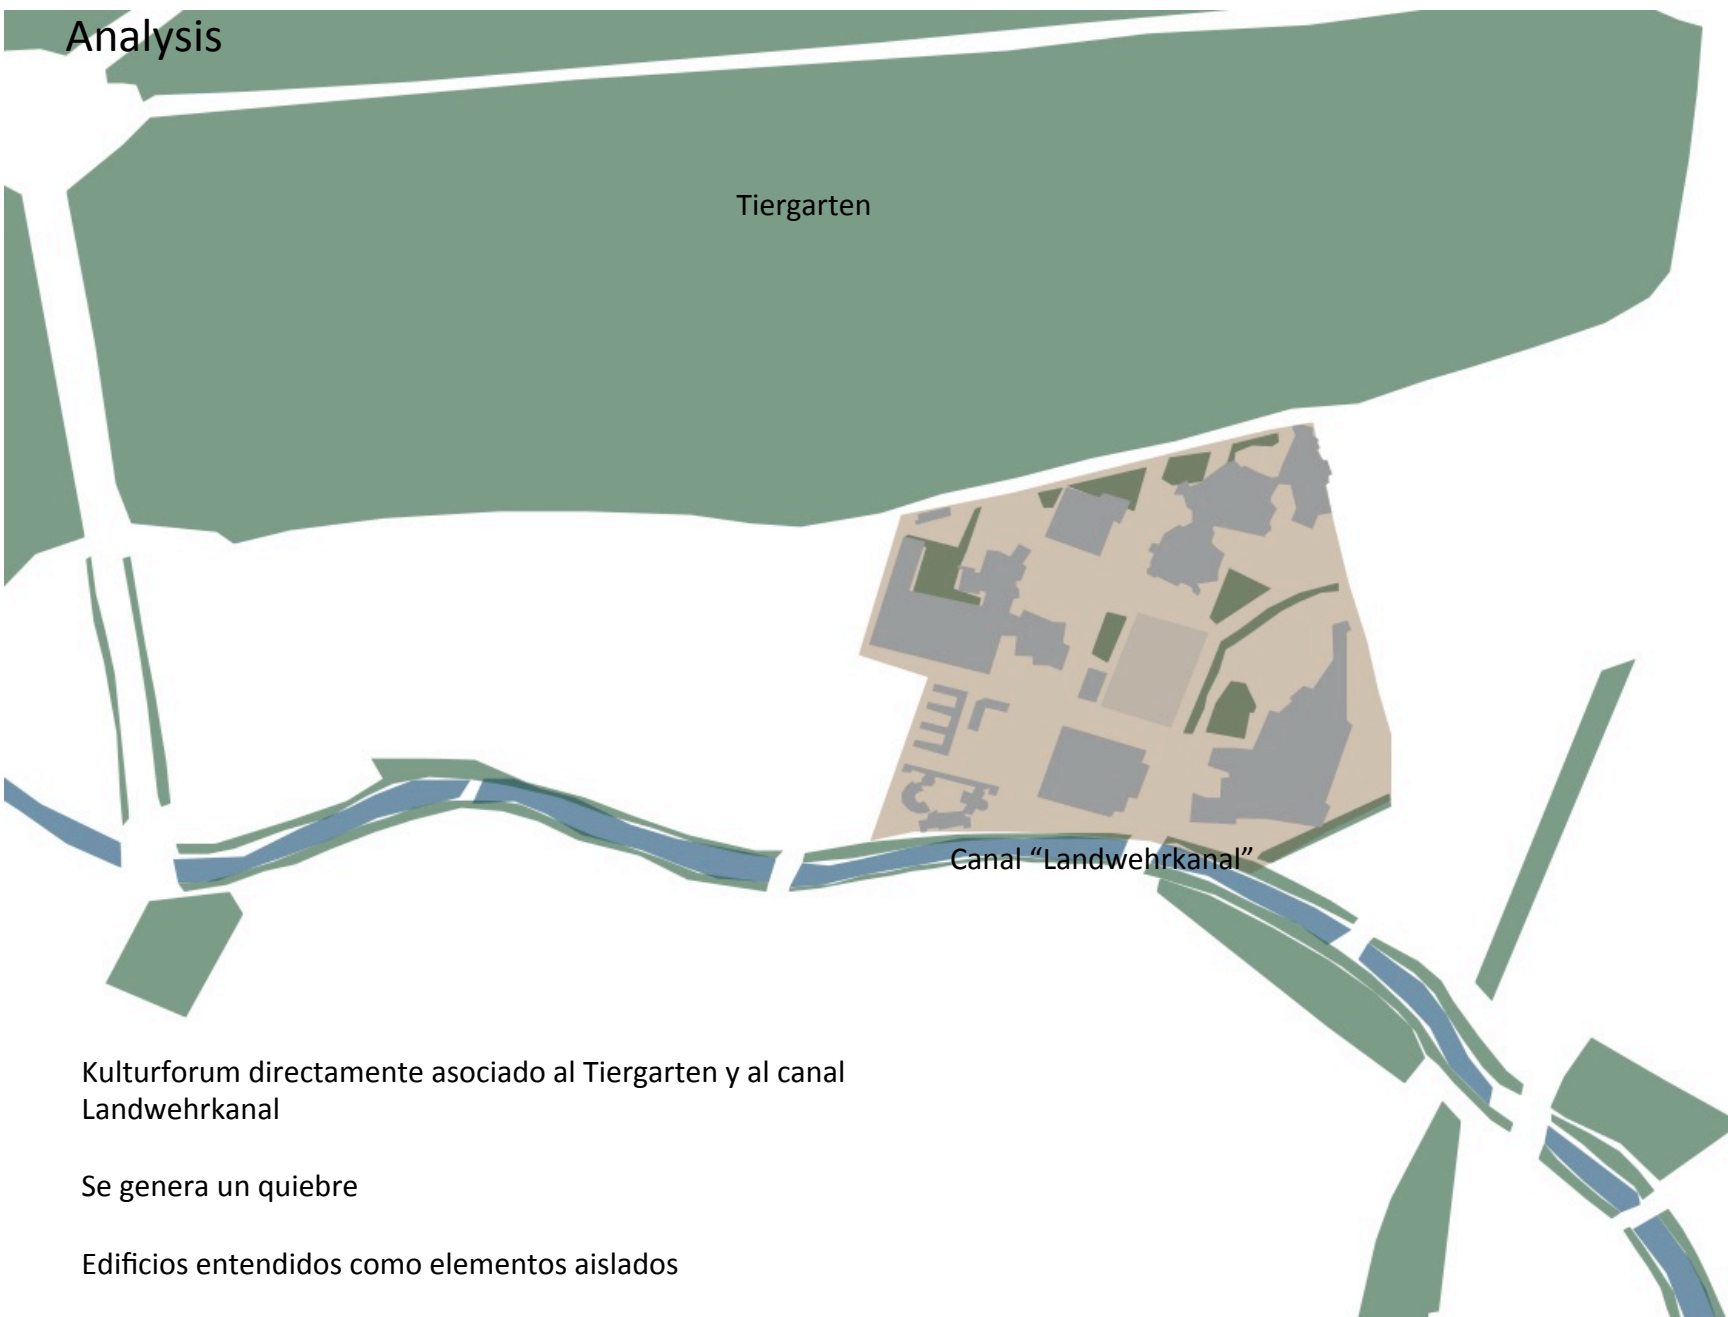 Analysis
Tiergarten
Canal “Landwehrkanal”
Kulturforum directamente asociado al Tiergarten y al canal
Landwehrkanal
Se genera un quiebre
Edificios entendidos como elementos aislados